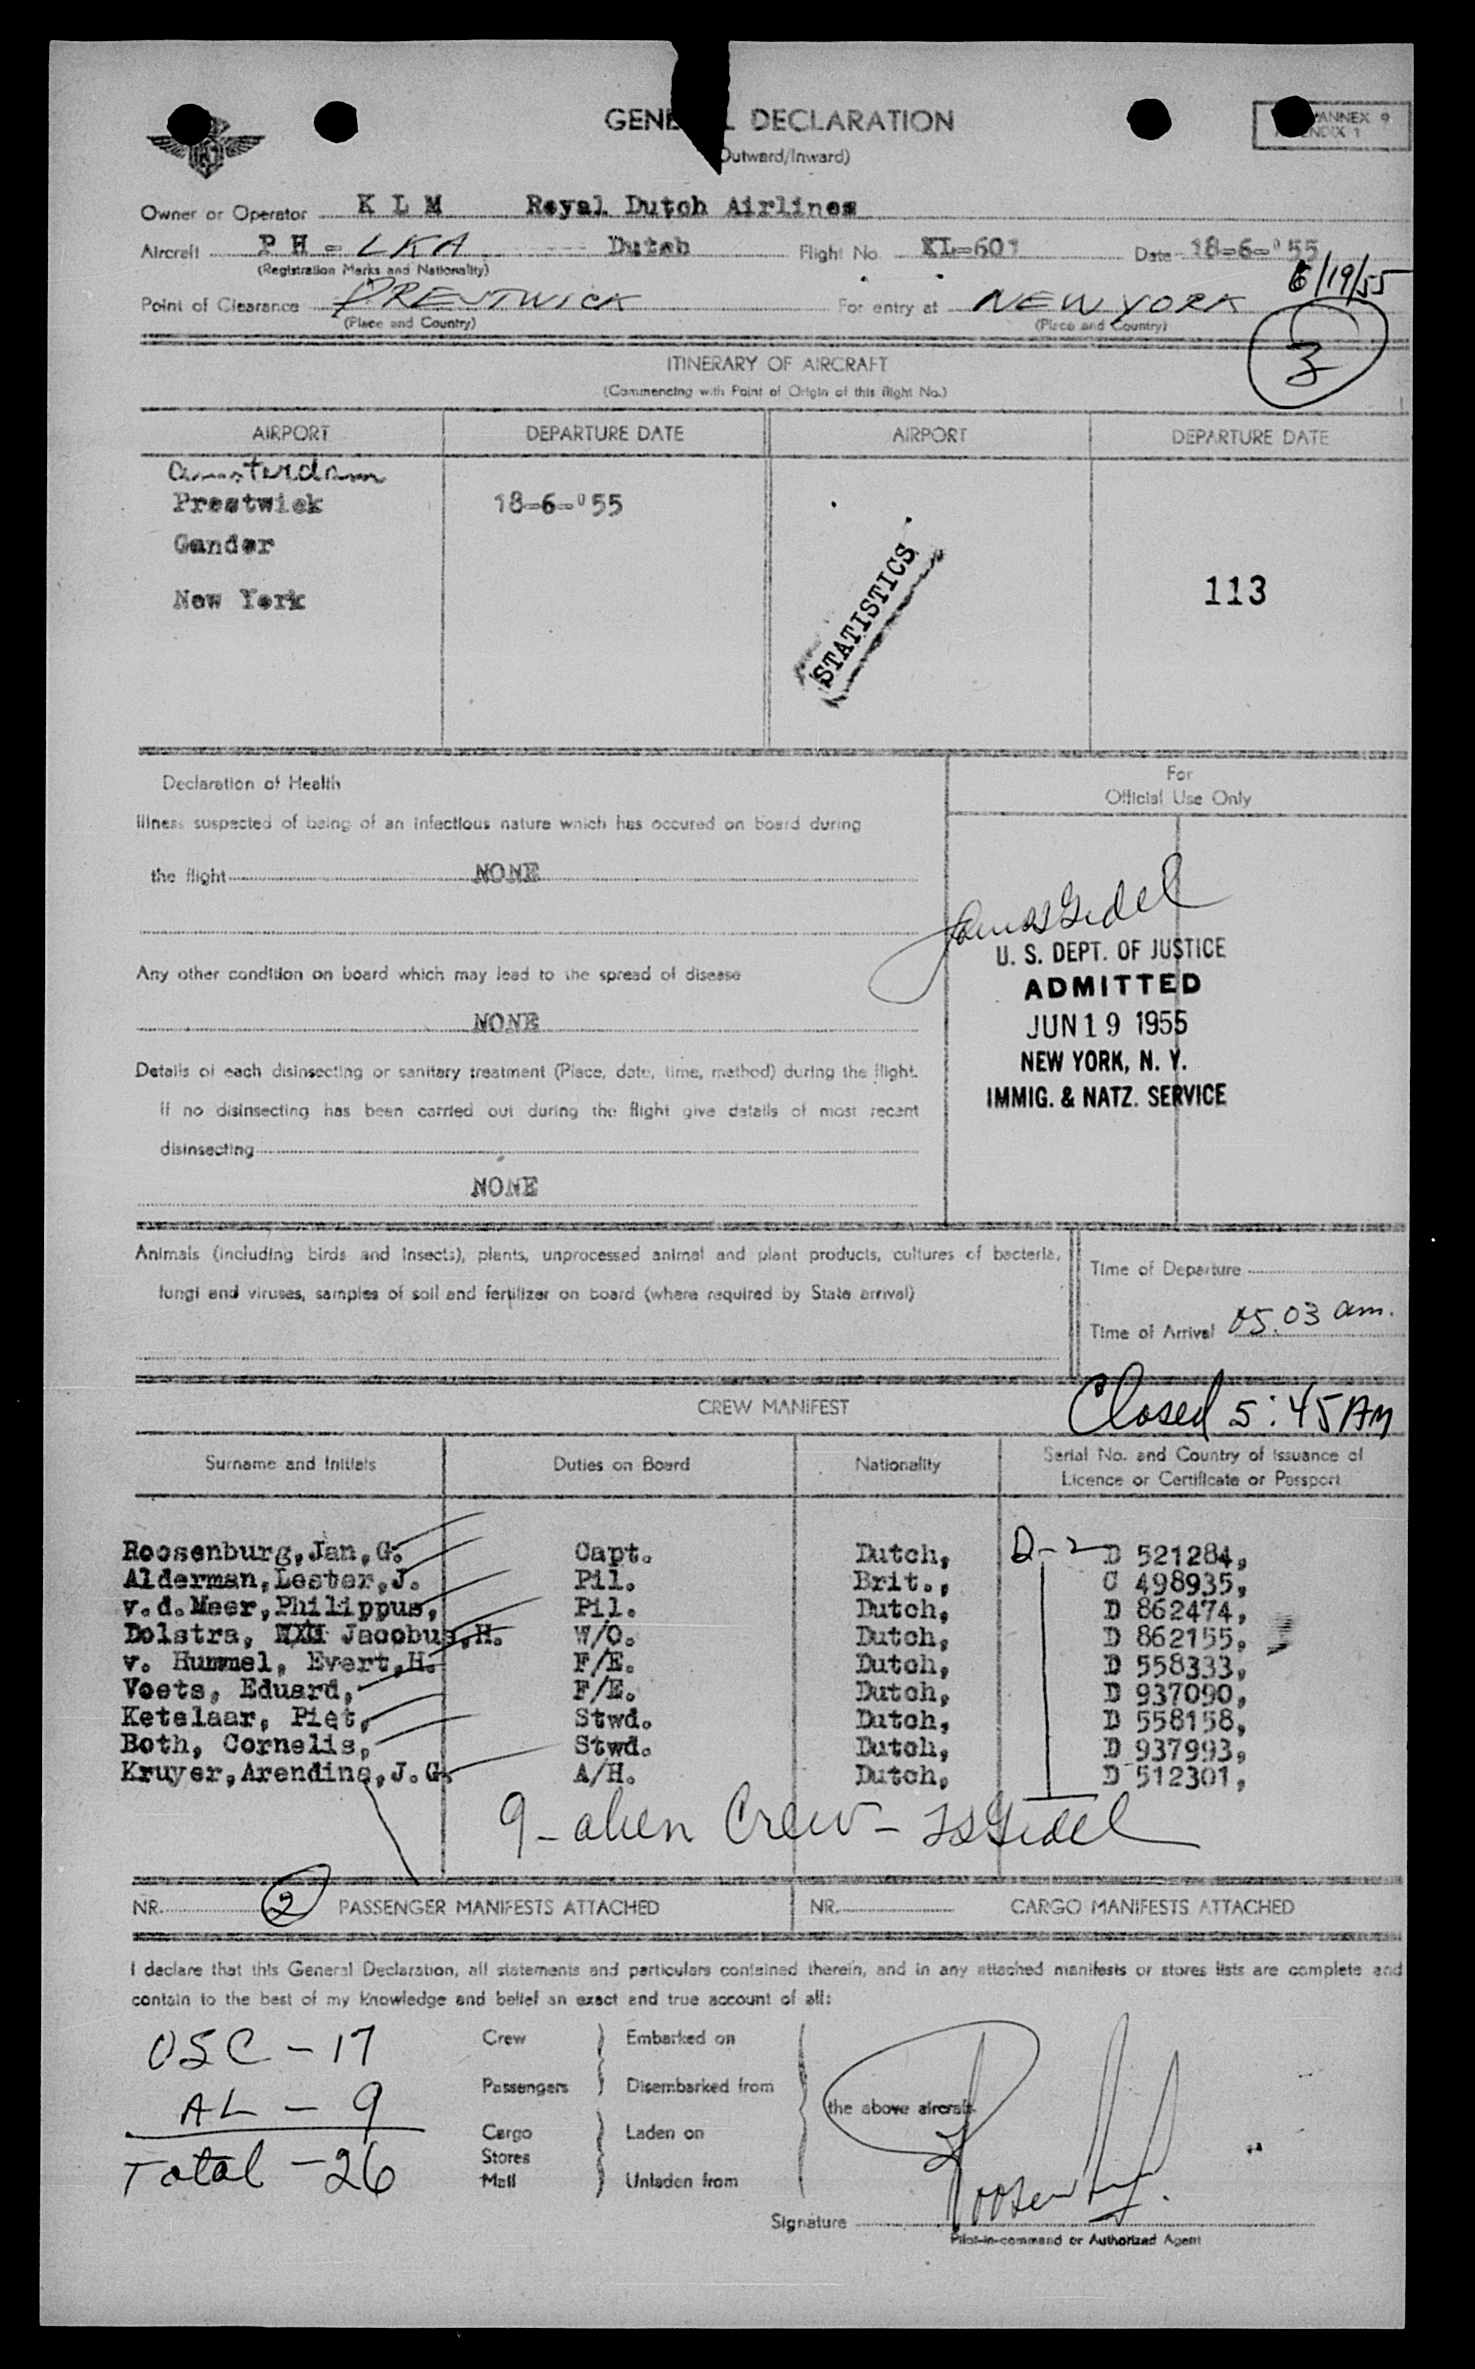 GENE L DECLARATION
Outward/Inward)
ANNEX 9
ENDIX 1
Owner or Operator K L M Royal Dutch Airlines
Aircraft P H - LKA Dutch Flight No. KL-601 Date 18-6-'55
(Registration Marks and Nationality)
6/19/55
Point of Clearance PRESTWICK For entry at NEW YORK
(Place and Country) (Place and Country)
3
ITINERARY OF AIRCRAFT
(Commencing with Point of Origin of this flight No.)
AIRPORT DEPARTURE DATE AIRPORT DEPARTURE DATE
Amsterdam
Prestwick 18-6-'55
Gander
New York
STATISTICS
113
Declaration of Health
For
Official Use Only
Illness suspected of being of an infectious nature which has occured on board during
the flight NONE
Any other condition on board which may lead to the spread of disease
NONE
Details of each disinsecting or sanitary treatment (Place, date, time, method) during the flight.
If no disinsecting has been carried out during the flight give details of most recent
disinsecting
NONE
U. S. DEPT. OF JUSTICE
ADMITTED
JUN 19 1955
NEW YORK, N. Y.
IMMIG. & NATZ. SERVICE
Animals (including birds and insects), plants, unprocessed animal and plant products, cultures of bacteria,
fungi and viruses, samples of soil and fertilizer on board (where required by State arrival)
Time of Departure
Time of Arrival 05.03 am.
CREW MANIFEST
Closed 5:45 AM
Surname and Initials Duties on Board Nationality Serial No. and Country of Issuance of
Licence or Certificate or Passport
Roosenburg,Jan,G. Capt. Dutch, D-2 D 521284,
Alderman,Lester,J. Pil. Brit., C 498935,
v.d.Meer,Philippus, Pil. Dutch, D 862474,
Dolstra, Jacobus,H. W/O. Dutch, D 862155,
v. Hummel, Evert,H. F/E. Dutch, D 558333,
Voets, Eduard, F/E. Dutch, D 937090,
Ketelaar, Piet, Stwd. Dutch, D 558158,
Both, Cornelis, Stwd. Dutch, D 937993,
Kruyer,Arendina,J.G. A/H. Dutch, D 512301,
9 - alien Crew -
NR. 2 PASSENGER MANIFESTS ATTACHED NR. CARGO MANIFESTS ATTACHED
I declare that this General Declaration, all statements and particulars contained therein, and in any attached manifests or stores lists are complete and
contain to the best of my knowledge and belief an exact and true account of all:
USC - 17
AL - 9
Total - 26
Crew Embarked on
Passengers Disembarked from
the above aircraft.
Cargo Laden on
Stores
Mail Unladen from
Signature Roosenburg.
Pilot-in-command or Authorized Agent